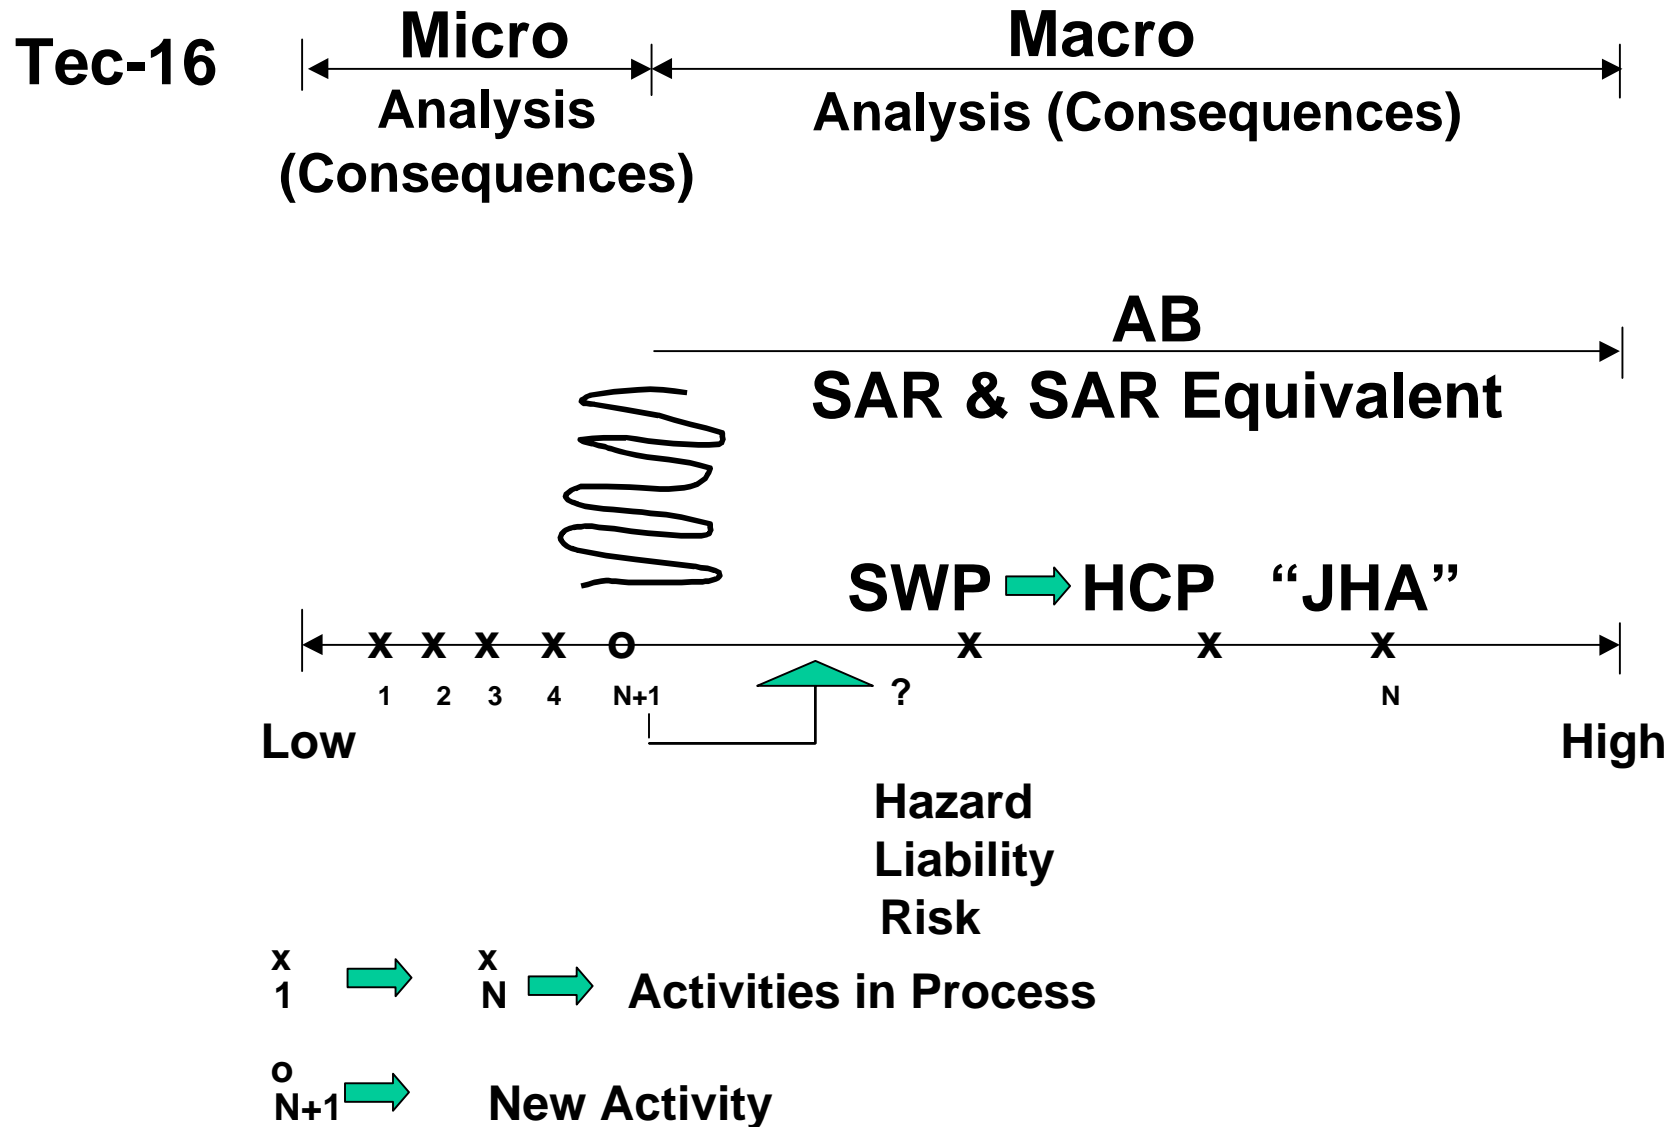 Tec-16
Micro
Analysis
(Consequences)
Macro
Analysis (Consequences)
AB
SAR & SAR Equivalent
SWP HCP “JHA”
x x x x o x x x
1 2 3 4 N+1 ? N
Low High
Hazard
Liability
Risk
x x
1 N Activities in Process
o
N+1 New Activity